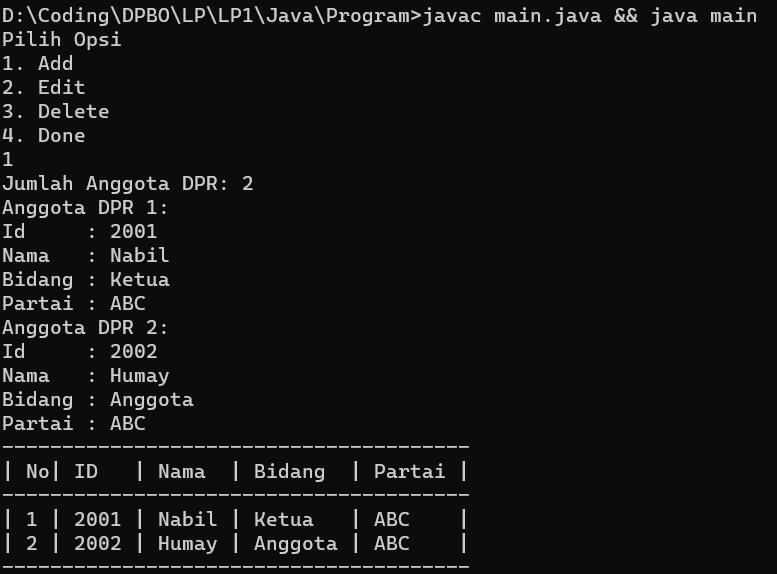 D:\Coding\DPBO\LP\LP1\Java\Program>javac main.java && java main
Pilih Opsi
1. Add
2. Edit
3. Delete
4. Done
1
Jumlah Anggota DPR: 2
Anggota DPR 1:
Id     : 2001
Nama   : Nabil
Bidang : Ketua
Partai : ABC
Anggota DPR 2:
Id     : 2002
Nama   : Humay
Bidang : Anggota
Partai : ABC
---------------------------------------
| No| ID   | Nama  | Bidang  | Partai |
---------------------------------------
| 1 | 2001 | Nabil | Ketua   | ABC    |
| 2 | 2002 | Humay | Anggota | ABC    |
---------------------------------------